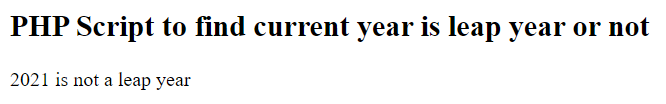 PHP Script to find current year is leap year or not
2021 is not a leap year